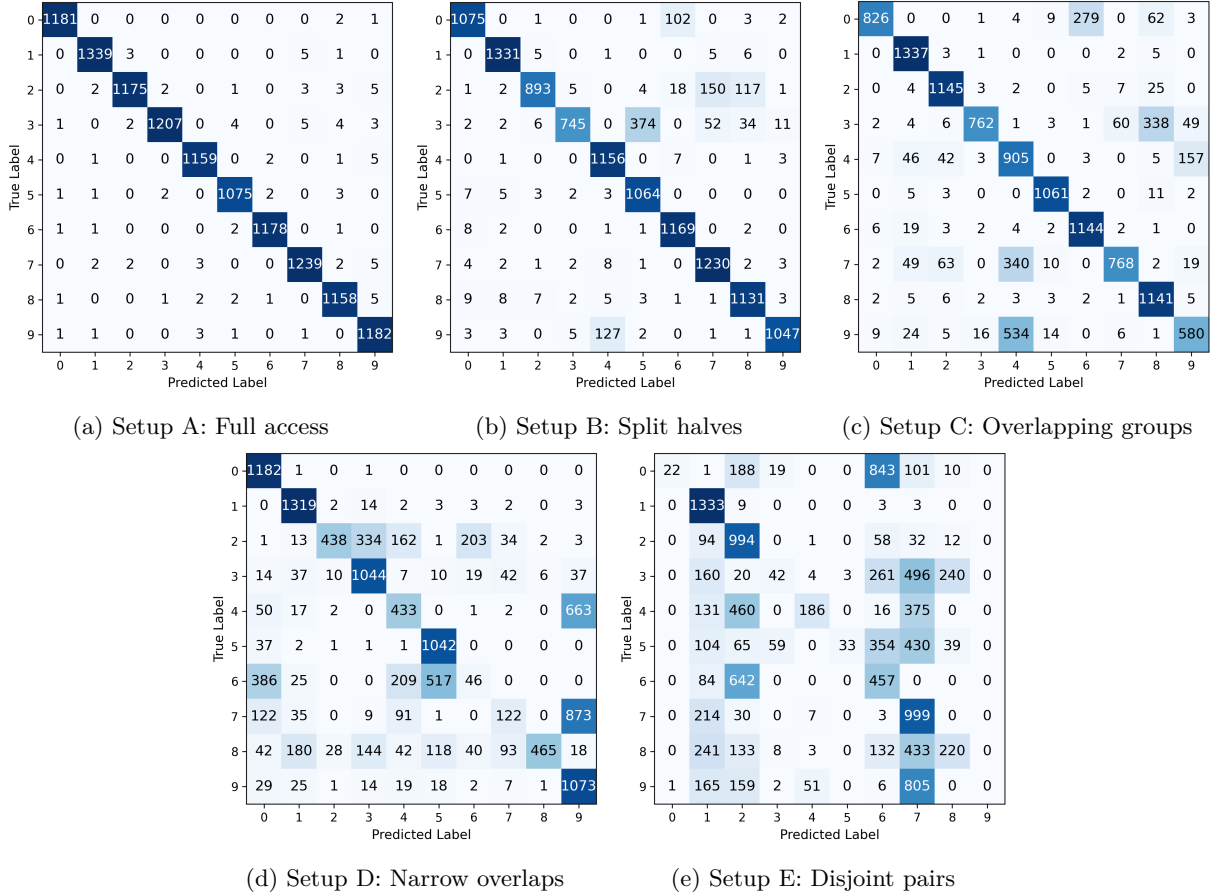 0 1181 0 0 0 0 0 0 0 2 1
1 0 1339 3 1 0 0 0 5 1 0
2 0 2 1175 2 0 1 0 3 3 5
3 1 0 2 1207 0 4 0 5 4 3
4 0 1 0 0 1159 0 2 0 1 5
5 1 1 0 2 0 1075 2 0 3 0
6 1 1 0 0 0 2 1178 0 1 0
7 0 2 2 0 3 0 0 1239 2 5
8 1 0 0 1 2 2 1 0 1158 5
9 1 1 0 0 3 1 0 1 0 1182
0 1 2 3 4 5 6 7 8 9
True Label
Predicted Label
(a) Setup A: Full access
0 1075 0 1 0 0 1 102 0 3 2
1 0 1331 5 0 1 0 0 5 6 0
2 1 2 893 5 0 4 18 150 117 1
3 2 2 6 745 0 374 0 52 34 11
4 0 1 0 0 1156 0 7 0 1 3
5 7 5 3 2 3 1064 0 0 0 0
6 8 2 0 0 1 1 1169 0 2 0
7 4 2 1 2 8 0 0 1230 2 3
8 9 8 7 2 5 3 1 1 1131 3
9 3 3 0 5 127 2 0 1 1 1047
0 1 2 3 4 5 6 7 8 9
True Label
Predicted Label
(b) Setup B: Split halves
0 826 0 0 1 4 9 279 0 62 3
1 0 1337 3 1 0 0 0 2 5 0
2 0 4 1145 3 2 0 5 7 25 0
3 2 4 6 762 1 3 1 60 338 49
4 7 46 42 3 905 0 3 0 5 157
5 0 5 3 0 0 1061 2 0 11 2
6 6 19 3 2 4 2 1144 2 1 0
7 2 49 63 0 340 10 0 768 2 19
8 2 5 6 2 3 3 2 1 1141 5
9 9 24 5 16 534 14 0 6 1 580
0 1 2 3 4 5 6 7 8 9
True Label
Predicted Label
(c) Setup C: Overlapping groups
0 1182 1 0 1 0 0 0 0 0 0
1 0 1319 2 14 2 3 3 2 0 3
2 1 13 438 334 162 1 203 34 2 3
3 14 37 10 1044 7 10 19 42 6 37
4 50 17 2 0 433 0 1 2 0 663
5 37 2 1 1 1 1042 0 0 0 0
6 386 25 0 0 209 517 46 0 0 0
7 122 35 0 9 91 1 0 122 0 873
8 42 180 28 144 42 118 40 93 465 18
9 29 25 1 14 19 18 2 7 1 1073
0 1 2 3 4 5 6 7 8 9
True Label
Predicted Label
(d) Setup D: Narrow overlaps
0 22 1 188 19 0 0 843 101 10 0
1 0 1333 9 0 0 0 3 3 0 0
2 0 94 994 0 1 0 58 32 12 0
3 0 160 20 42 4 3 261 496 240 0
4 0 131 460 0 186 0 16 375 0 0
5 0 104 65 59 0 33 354 430 39 0
6 0 84 642 0 0 0 457 0 0 0
7 0 214 30 0 7 0 3 999 0 0
8 0 241 133 8 3 0 132 433 220 0
9 1 165 159 2 51 0 6 805 0 0
0 1 2 3 4 5 6 7 8 9
True Label
Predicted Label
(e) Setup E: Disjoint pairs